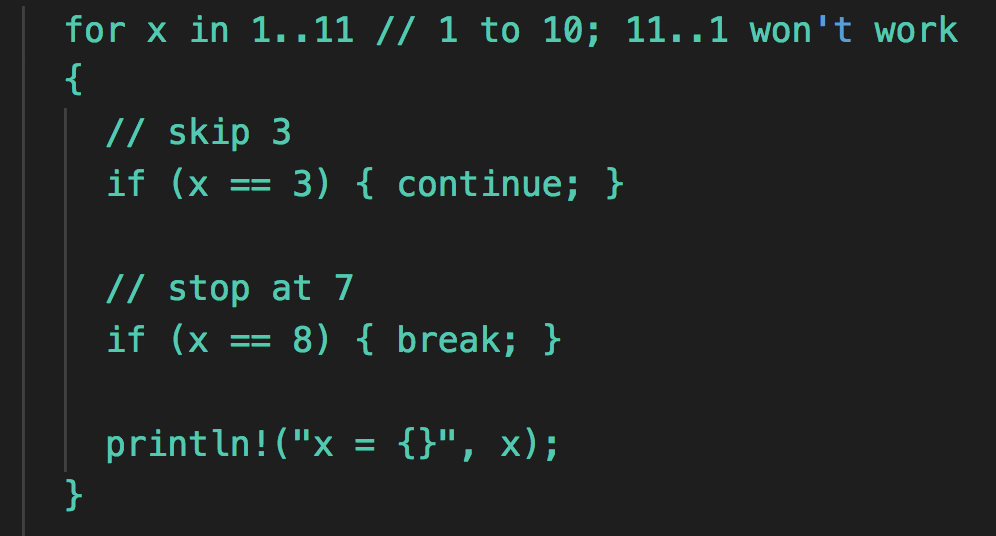 for x in 1..11 // 1 to 10; 11..1 won't work
{
// skip 3
if (x == 3) { continue; }
// stop at 7
if (x == 8) { break; }
println!("x = {}", x);
}